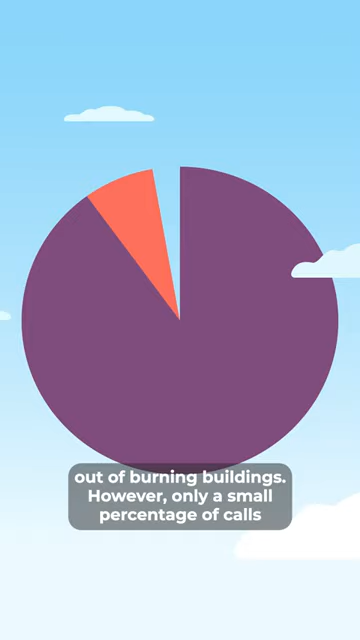 out of burning buildings.
However, only a small
percentage of calls